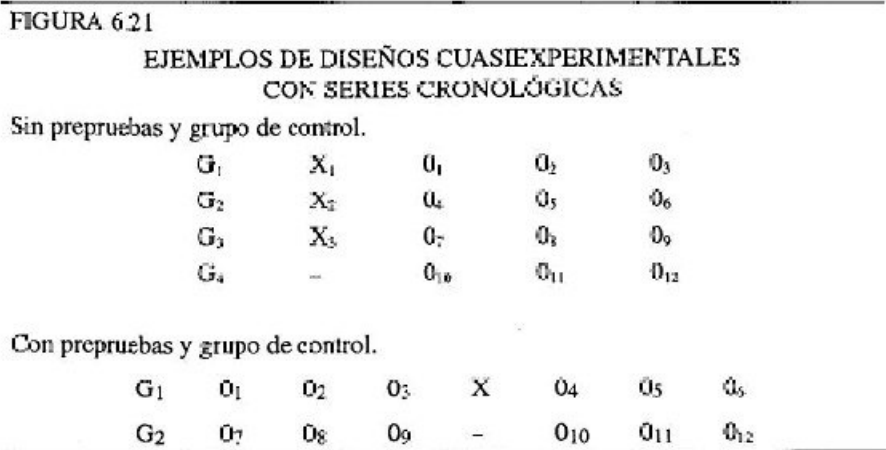 FIGURA 6.21
EJEMPLOS DE DISEÑOS CUASIEXPERIMENTALES
CON SERIES CRONOLÓGICAS
Sin prepruebas y grupo de control.
G₁ X₁ 0₁ 0₂ 0₃
G₂ X₂ 0₄ 0₅ 0₆
G₃ X₃ 0₇ 0₈ 0₉
G₄ – 0₁₀ 0₁₁ 0₁₂
Con prepruebas y grupo de control.
G₁ 0₁ 0₂ 0₃ X 0₄ 0₅ 0₆
G₂ 0₇ 0₈ 0₉ – 0₁₀ 0₁₁ 0₁₂